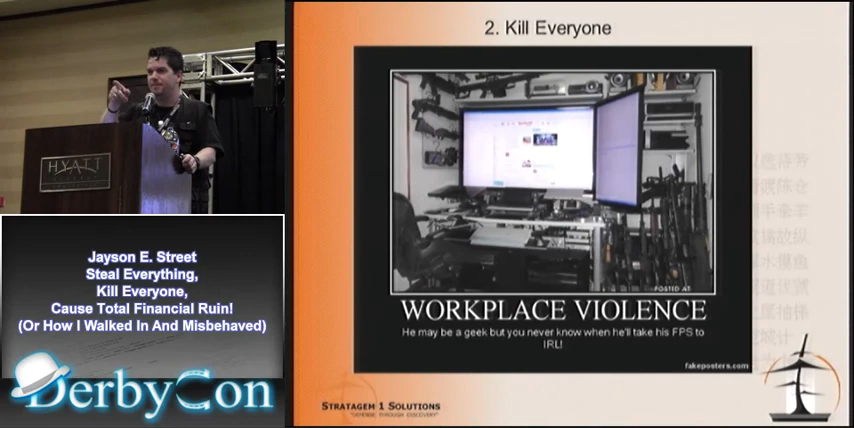 HYATT
Jayson E. Street
Steal Everything,
Kill Everyone,
Cause Total Financial Ruin!
(Or How I Walked In And Misbehaved)
DerbyCon
2. Kill Everyone
POSTED AT
WORKPLACE VIOLENCE
He may be a geek but you never know when he'll take his FPS to
IRL!
fakeposters.com
STRATAGEM 1 SOLUTIONS